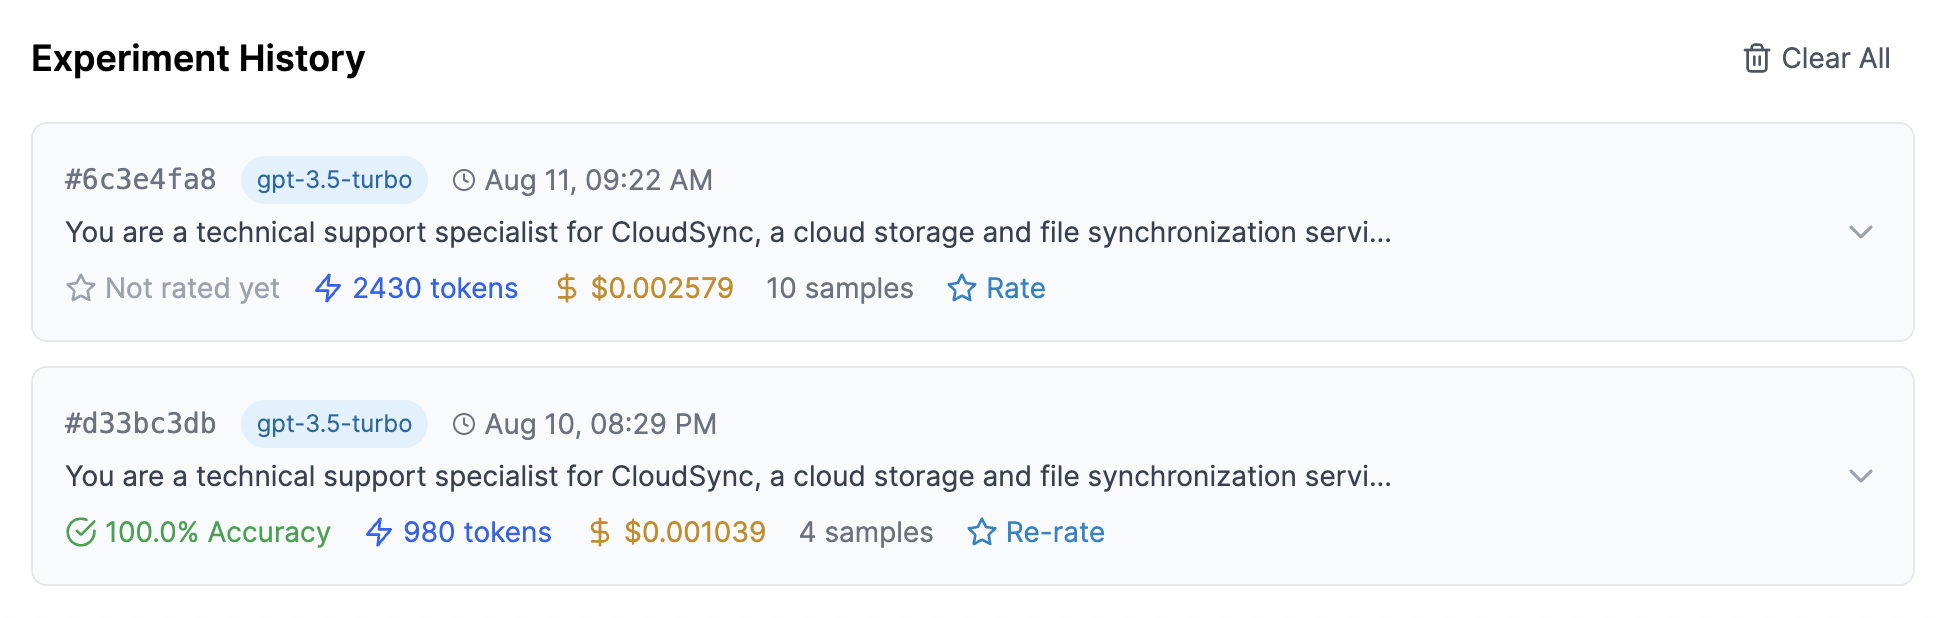 Experiment History
Clear All
#6c3e4fa8 gpt-3.5-turbo Aug 11, 09:22 AM
You are a technical support specialist for CloudSync, a cloud storage and file synchronization servi...
Not rated yet 2430 tokens $ $0.002579 10 samples Rate
#d33bc3db gpt-3.5-turbo Aug 10, 08:29 PM
You are a technical support specialist for CloudSync, a cloud storage and file synchronization servi...
100.0% Accuracy 980 tokens $ $0.001039 4 samples Re-rate